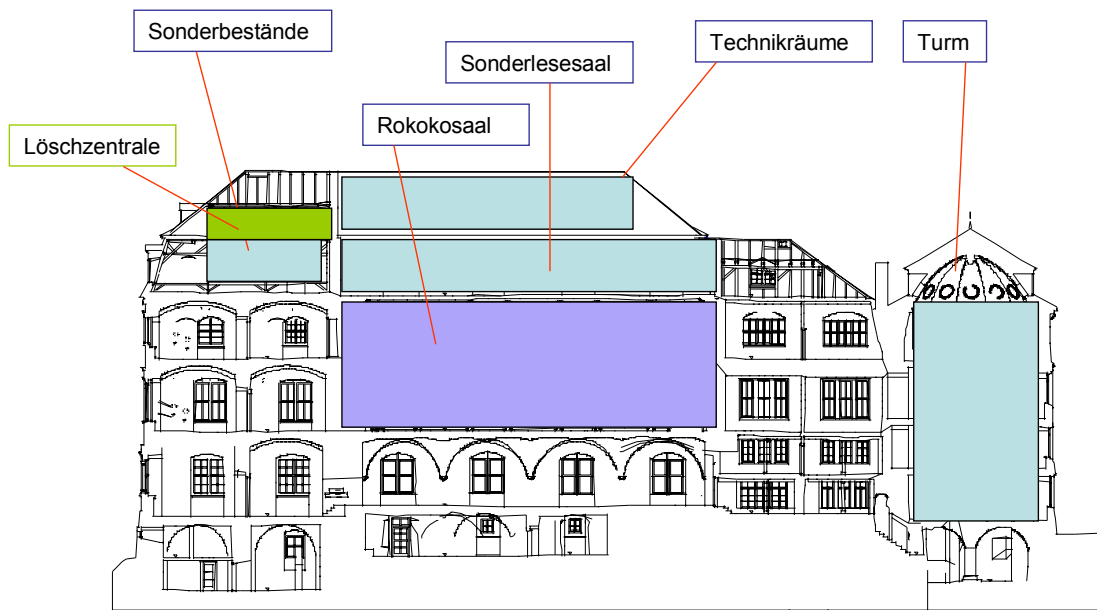 Sonderbestände
Technikräume
Turm
Sonderlesesaal
Rokokosaal
Löschzentrale